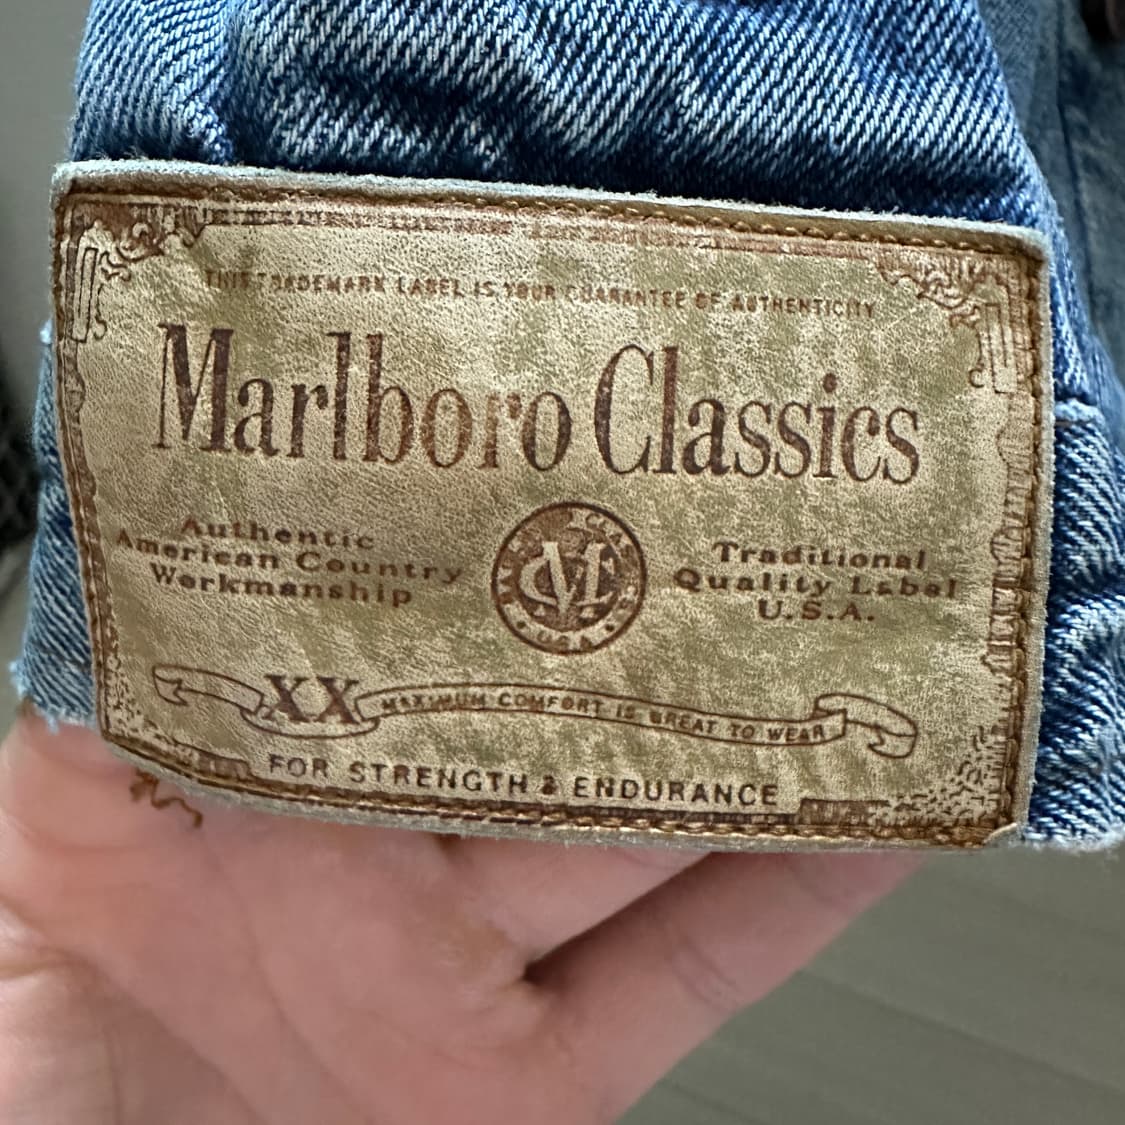 THIS TRADEMARK LABEL IS YOUR GUARANTEE OF AUTHENTICITY
Marlboro Classics
Authentic
American Country
Workmanship
MC
U.S.A.
Traditional
Quality Label
U.S.A.
XX MAXIMUM COMFORT IS GREAT TO WEAR
FOR STRENGTH & ENDURANCE